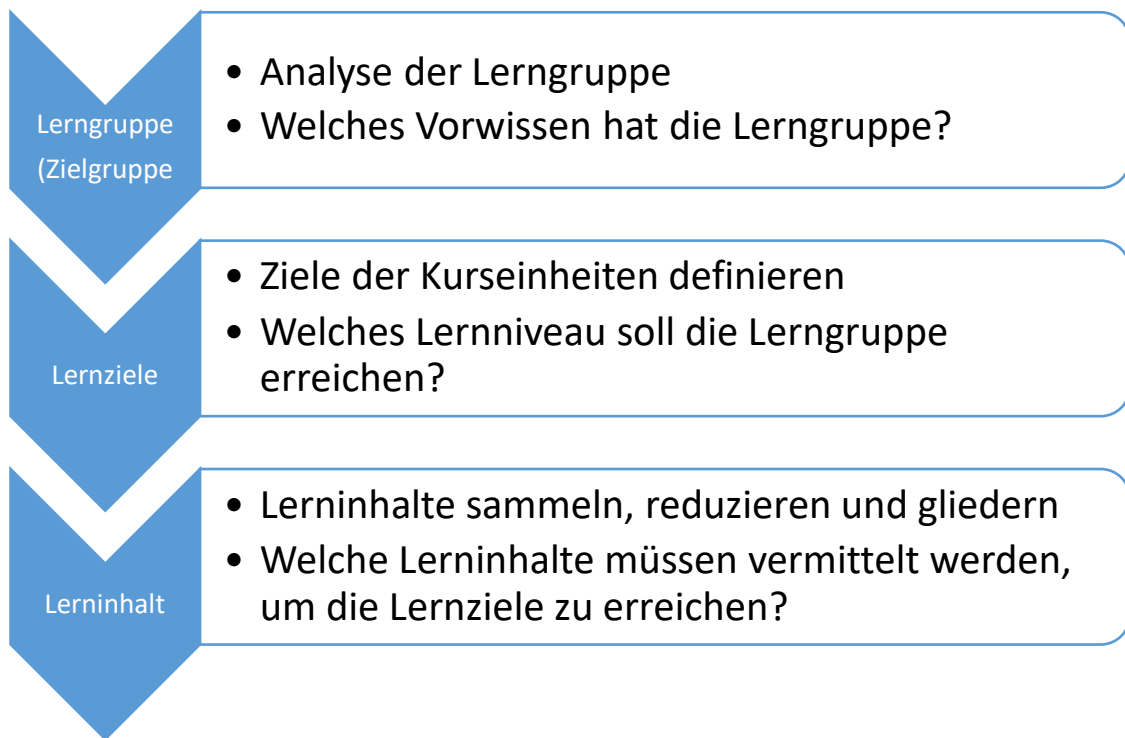 Lerngruppe
(Zielgruppe
• Analyse der Lerngruppe
• Welches Vorwissen hat die Lerngruppe?
Lernziele
• Ziele der Kurseinheiten definieren
• Welches Lernniveau soll die Lerngruppe
erreichen?
Lerninhalt
• Lerninhalte sammeln, reduzieren und gliedern
• Welche Lerninhalte müssen vermittelt werden,
um die Lernziele zu erreichen?